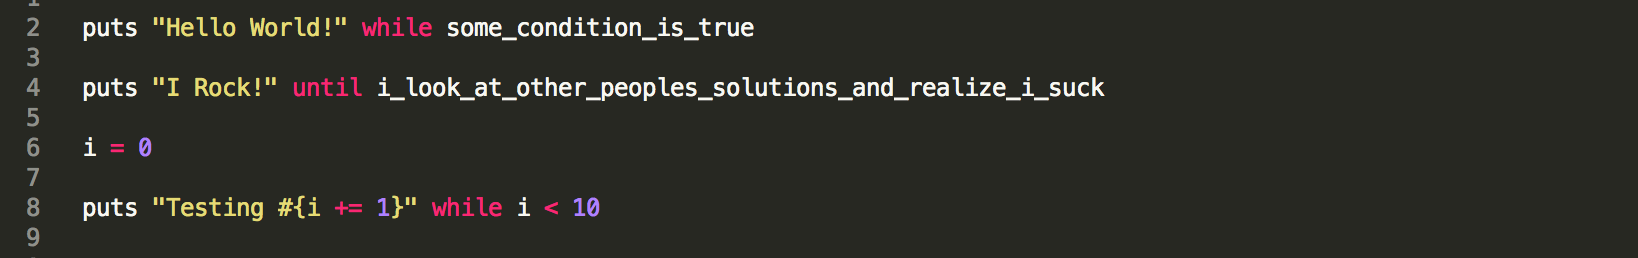 1
2 puts "Hello World!" while some_condition_is_true
3
4 puts "I Rock!" until i_look_at_other_peoples_solutions_and_realize_i_suck
5
6 i = 0
7
8 puts "Testing #{i += 1}" while i < 10
9